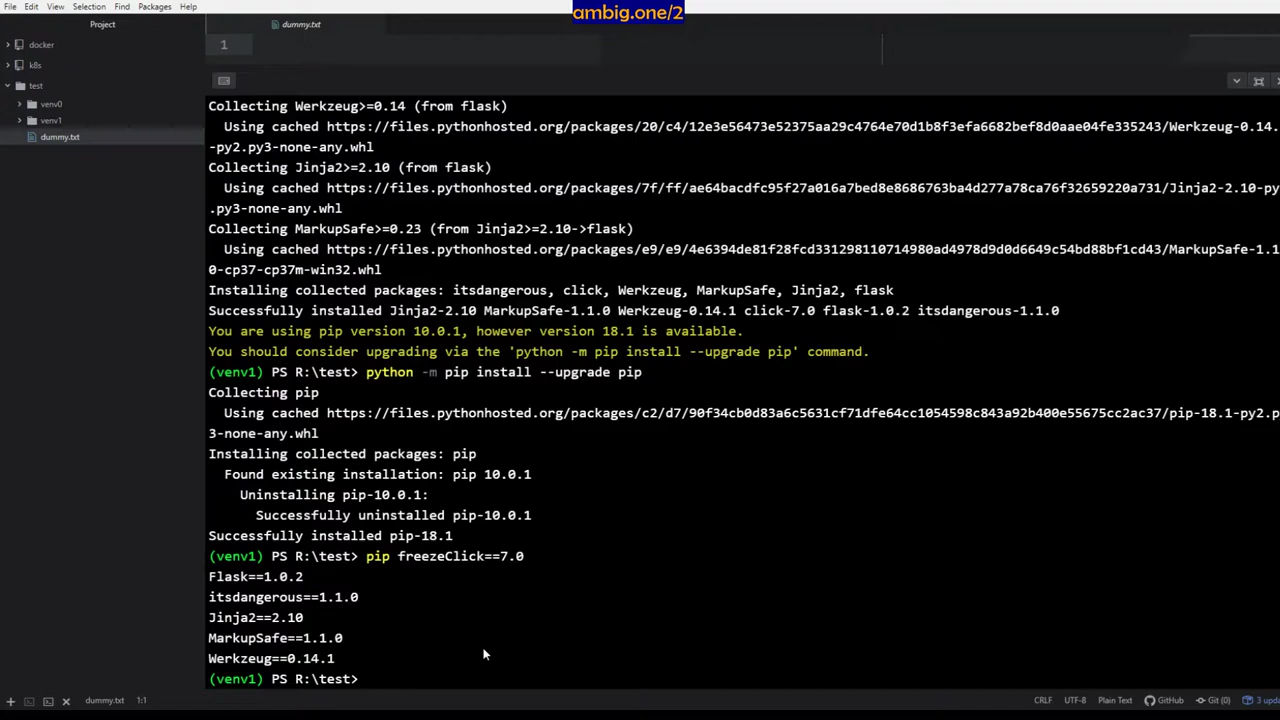 ambig.one/2
File Edit View Selection Find Packages Help
Project
docker
k8s
test
venv0
venv1
dummy.txt
dummy.txt
1
Collecting Werkzeug>=0.14 (from flask)
Using cached https://files.pythonhosted.org/packages/20/c4/12e3e56473e52375aa29c4764e70d1b8f3efa6682bef8d0aae04fe335243/Werkzeug-0.14.
-py2.py3-none-any.whl
Collecting Jinja2>=2.10 (from flask)
Using cached https://files.pythonhosted.org/packages/7f/ff/ae64bacdfc95f27a016a7bed8e8686763ba4d277a78ca76f32659220a731/Jinja2-2.10-py
.py3-none-any.whl
Collecting MarkupSafe>=0.23 (from Jinja2>=2.10->flask)
Using cached https://files.pythonhosted.org/packages/e9/e9/4e6394de81f28fcd331298110714980ad4978d9d0d6649c54bd88bf1cd43/MarkupSafe-1.1
0-cp37-cp37m-win32.whl
Installing collected packages: itsdangerous, click, Werkzeug, MarkupSafe, Jinja2, flask
Successfully installed Jinja2-2.10 MarkupSafe-1.1.0 Werkzeug-0.14.1 click-7.0 flask-1.0.2 itsdangerous-1.1.0
You are using pip version 10.0.1, however version 18.1 is available.
You should consider upgrading via the 'python -m pip install --upgrade pip' command.
(venv1) PS R:\test> python -m pip install --upgrade pip
Collecting pip
Using cached https://files.pythonhosted.org/packages/c2/d7/90f34cb0d83a6c5631cf71dfe64cc1054598c843a92b400e55675cc2ac37/pip-18.1-py2.p
3-none-any.whl
Installing collected packages: pip
Found existing installation: pip 10.0.1
Uninstalling pip-10.0.1:
Successfully uninstalled pip-10.0.1
Successfully installed pip-18.1
(venv1) PS R:\test> pip freezeClick==7.0
Flask==1.0.2
itsdangerous==1.1.0
Jinja2==2.10
MarkupSafe==1.1.0
Werkzeug==0.14.1
(venv1) PS R:\test>
dummy.txt 1:1 CRLF UTF-8 Plain Text GitHub Git (0) 3 upd